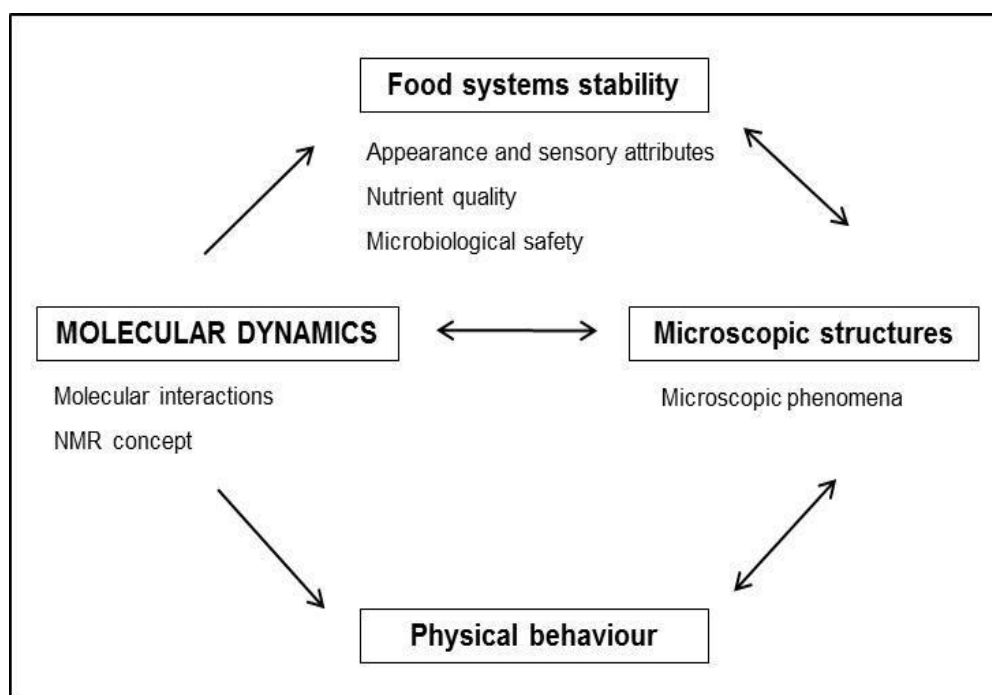 Food systems stability
Appearance and sensory attributes
Nutrient quality
Microbiological safety
MOLECULAR DYNAMICS
Molecular interactions
NMR concept
Microscopic structures
Microscopic phenomena
Physical behaviour